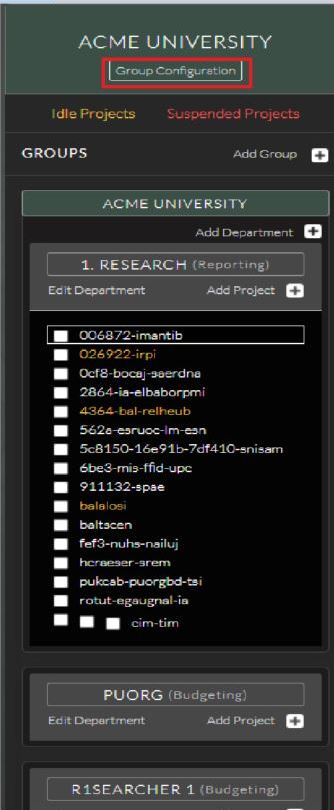 ACME UNIVERSITY
Group Configuration
Idle Projects Suspended Projects
GROUPS Add Group
ACME UNIVERSITY
Add Department
1. RESEARCH (Reporting)
Edit Department Add Project
006872-imantib
026922-irpi
0cf8-bocaj-saerdna
2864-ia-elbaborpmi
4364-bal-relheub
562a-esruoc-lm-esn
5c8150-16e91b-7df410-snisam
6be3-mis-ffid-upc
911132-spae
balalosi
baltscen
fef3-nuhs-nailuj
hcraeser-srem
pukcab-puorgbd-tsi
rotut-egaugnal-ia
cim-tim
PUORG (Budgeting)
Edit Department Add Project
R1SEARCHER 1 (Budgeting)